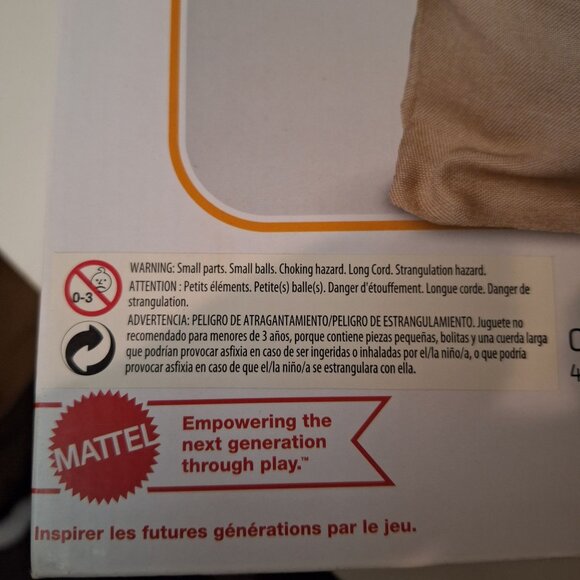 0-3
WARNING: Small parts. Small balls. Choking hazard. Long Cord. Strangulation hazard.
ATTENTION : Petits éléments. Petite(s) balle(s). Danger d'étouffement. Longue corde. Danger de
strangulation.
ADVERTENCIA: PELIGRO DE ATRAGANTAMIENTO/PELIGRO DE ESTRANGULAMIENTO. Juguete no
recomendado para menores de 3 años, porque contiene piezas pequeñas, bolitas y una cuerda larga
que podrían provocar asfixia en caso de ser ingeridas o inhaladas por el/la niño/a, o que podría
provocar asfixia en caso de que el/la niño/a se estrangulara con ella.
MATTEL
Empowering the
next generation
through play.™
Inspirer les futures générations par le jeu.